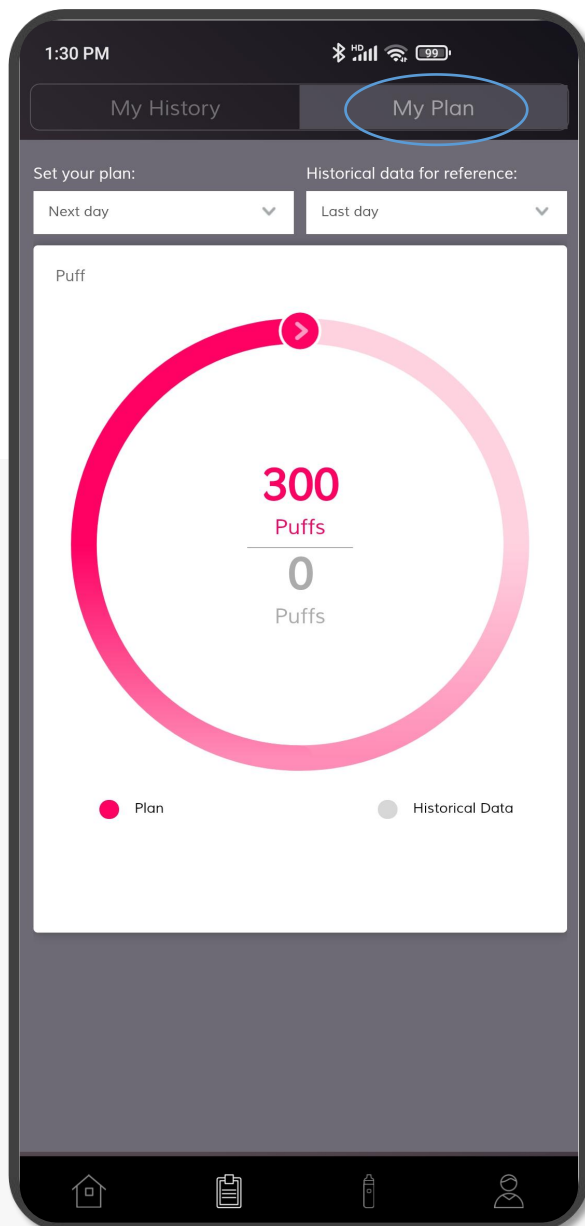 1:30 PM HD 99
My History My Plan
Set your plan: Historical data for reference:
Next day Last day
Puff
300
Puffs
0
Puffs
Plan Historical Data